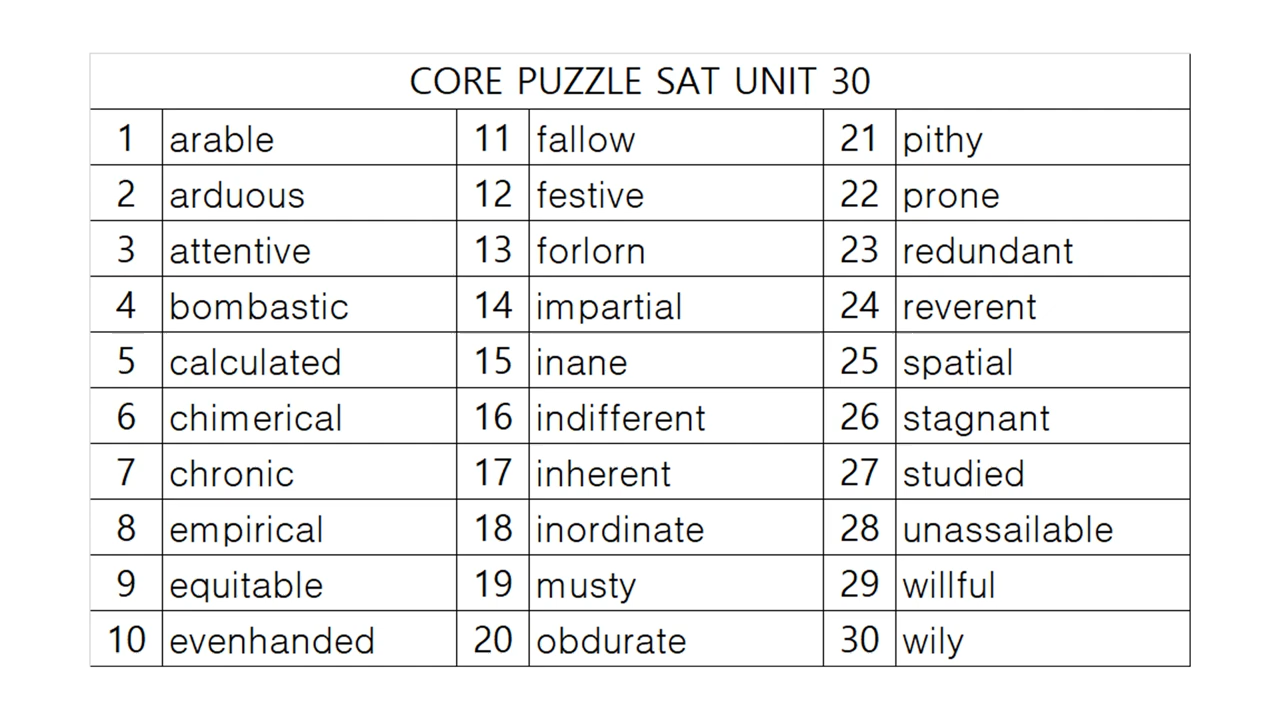 CORE PUZZLE SAT UNIT 30
1 arable 11 fallow 21 pithy
2 arduous 12 festive 22 prone
3 attentive 13 forlorn 23 redundant
4 bombastic 14 impartial 24 reverent
5 calculated 15 inane 25 spatial
6 chimerical 16 indifferent 26 stagnant
7 chronic 17 inherent 27 studied
8 empirical 18 inordinate 28 unassailable
9 equitable 19 musty 29 willful
10 evenhanded 20 obdurate 30 wily